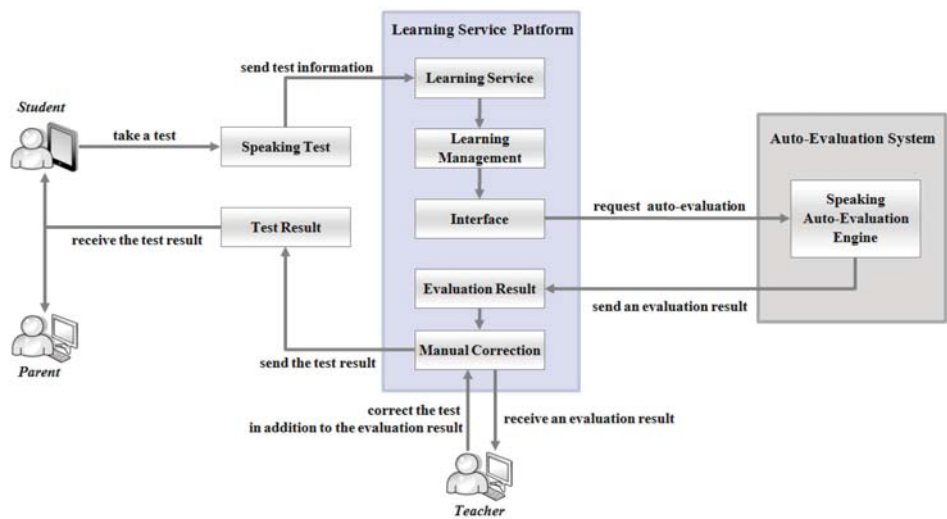 Learning Service Platform
send test information
Learning Service
Student
take a test
Speaking Test
Learning
Management
Auto-Evaluation System
Interface
request auto-evaluation
Speaking
Auto-Evaluation
Engine
Test Result
receive the test result
Evaluation Result
send an evaluation result
Manual Correction
send the test result
Parent
correct the test
in addition to the evaluation result
receive an evaluation result
Teacher